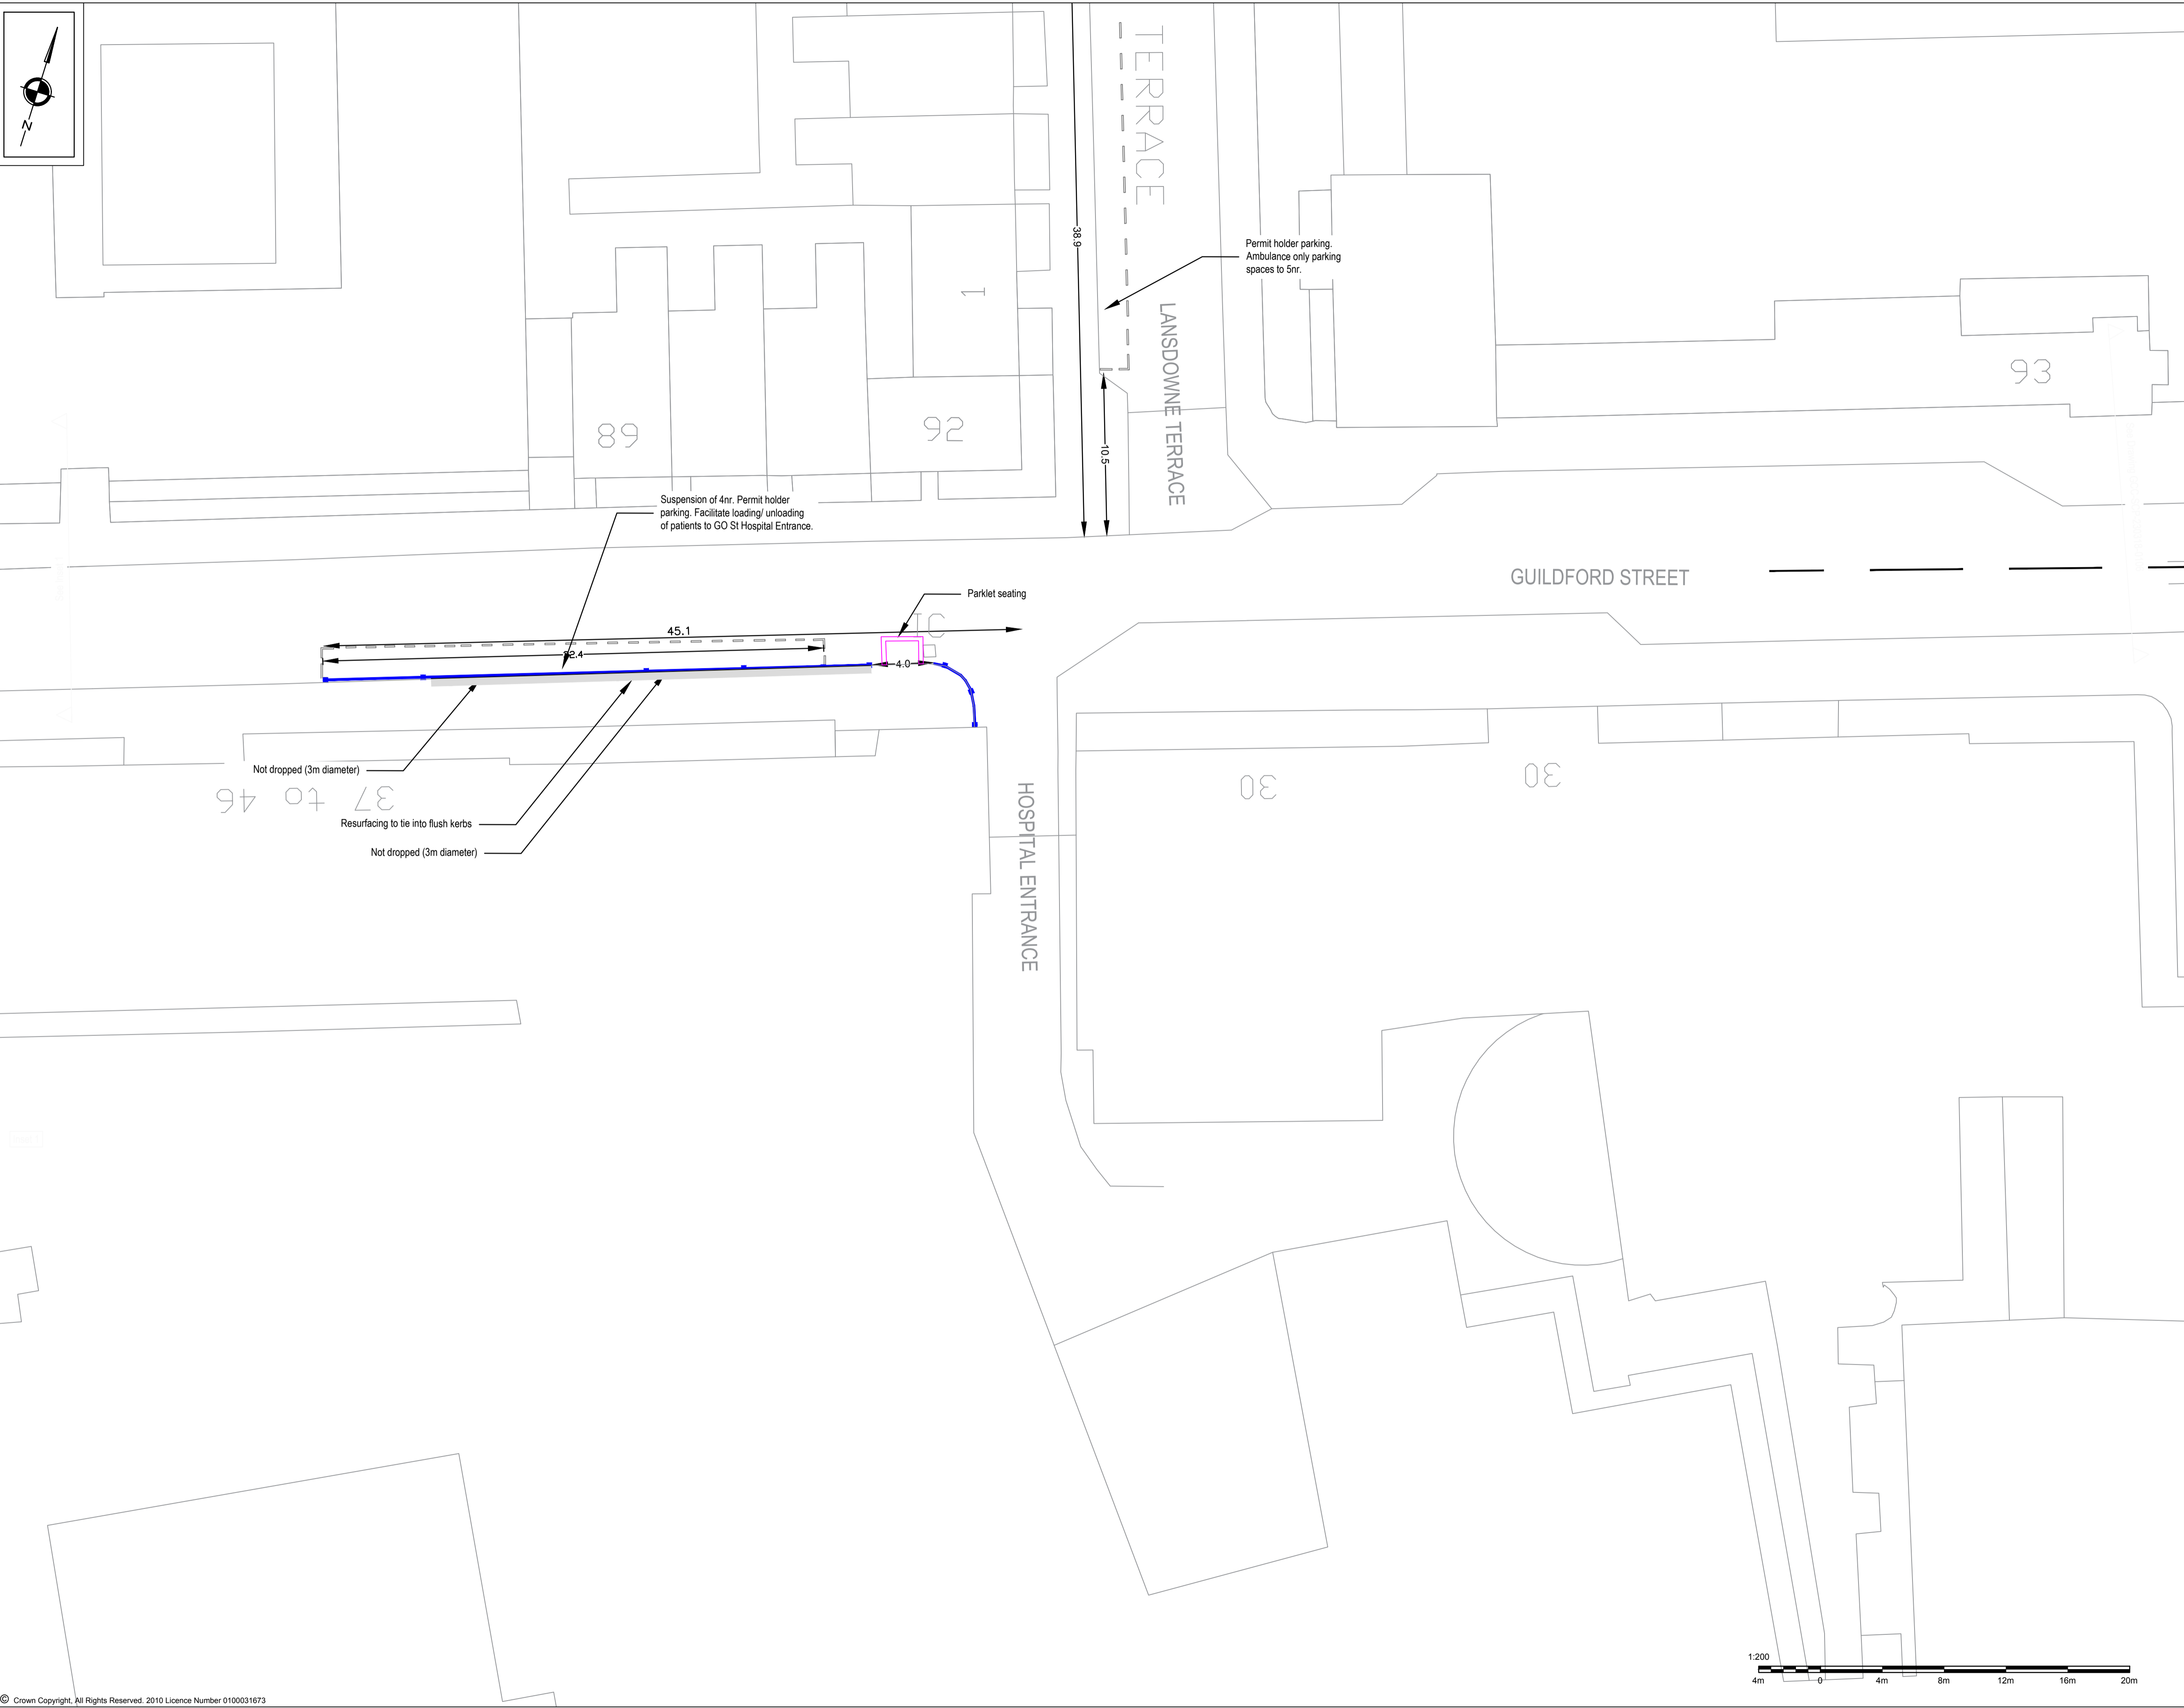 N
TERRACE
38.9
Permit holder parking.
Ambulance only parking
spaces to 5nr.
1
LANSDOWNE TERRACE
93
89
92
10.5
Suspension of 4nr. Permit holder
parking. Facilitate loading/ unloading
of patients to GO St Hospital Entrance.
GUILDFORD STREET
Parklet seating
TC
45.1
4.0
Not dropped (3m diameter)
37 to 46
30
30
Resurfacing to tie into flush kerbs
HOSPITAL ENTRANCE
Not dropped (3m diameter)
1:200
4m 0 4m 8m 12m 16m 20m
© Crown Copyright, All Rights Reserved. 2010 Licence Number 0100031673